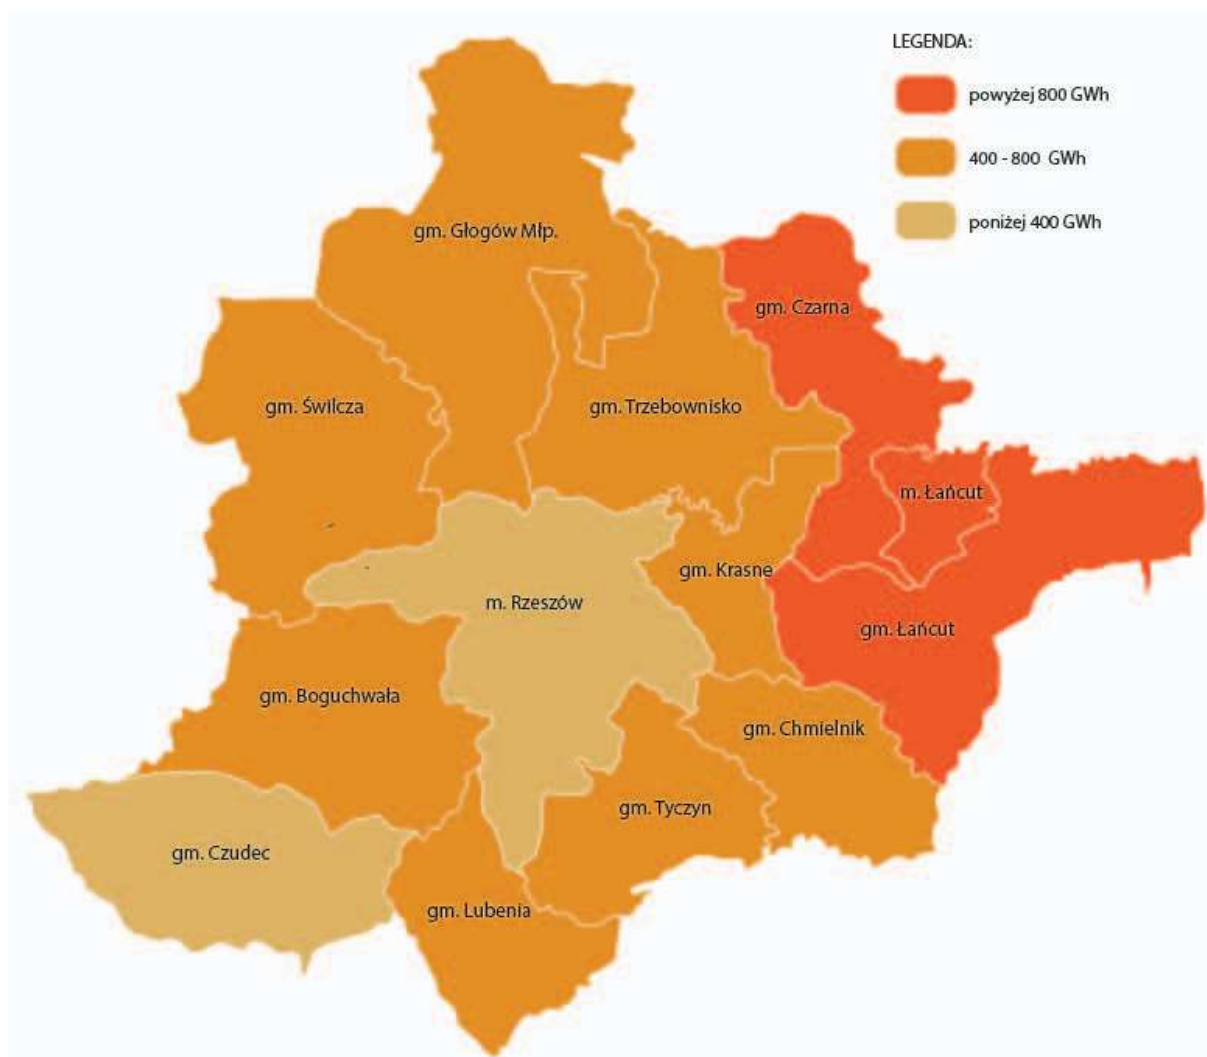 LEGENDA:
powyżej 800 GWh
400 - 800 GWh
poniżej 400 GWh
gm. Głogów Młp.
gm. Czarna
gm. Świlcza
gm. Trzebownisko
m. Łańcut
gm. Krasne
m. Rzeszów
gm. Łańcut
gm. Boguchwała
gm. Chmielnik
gm. Tyczyn
gm. Czudec
gm. Lubenia